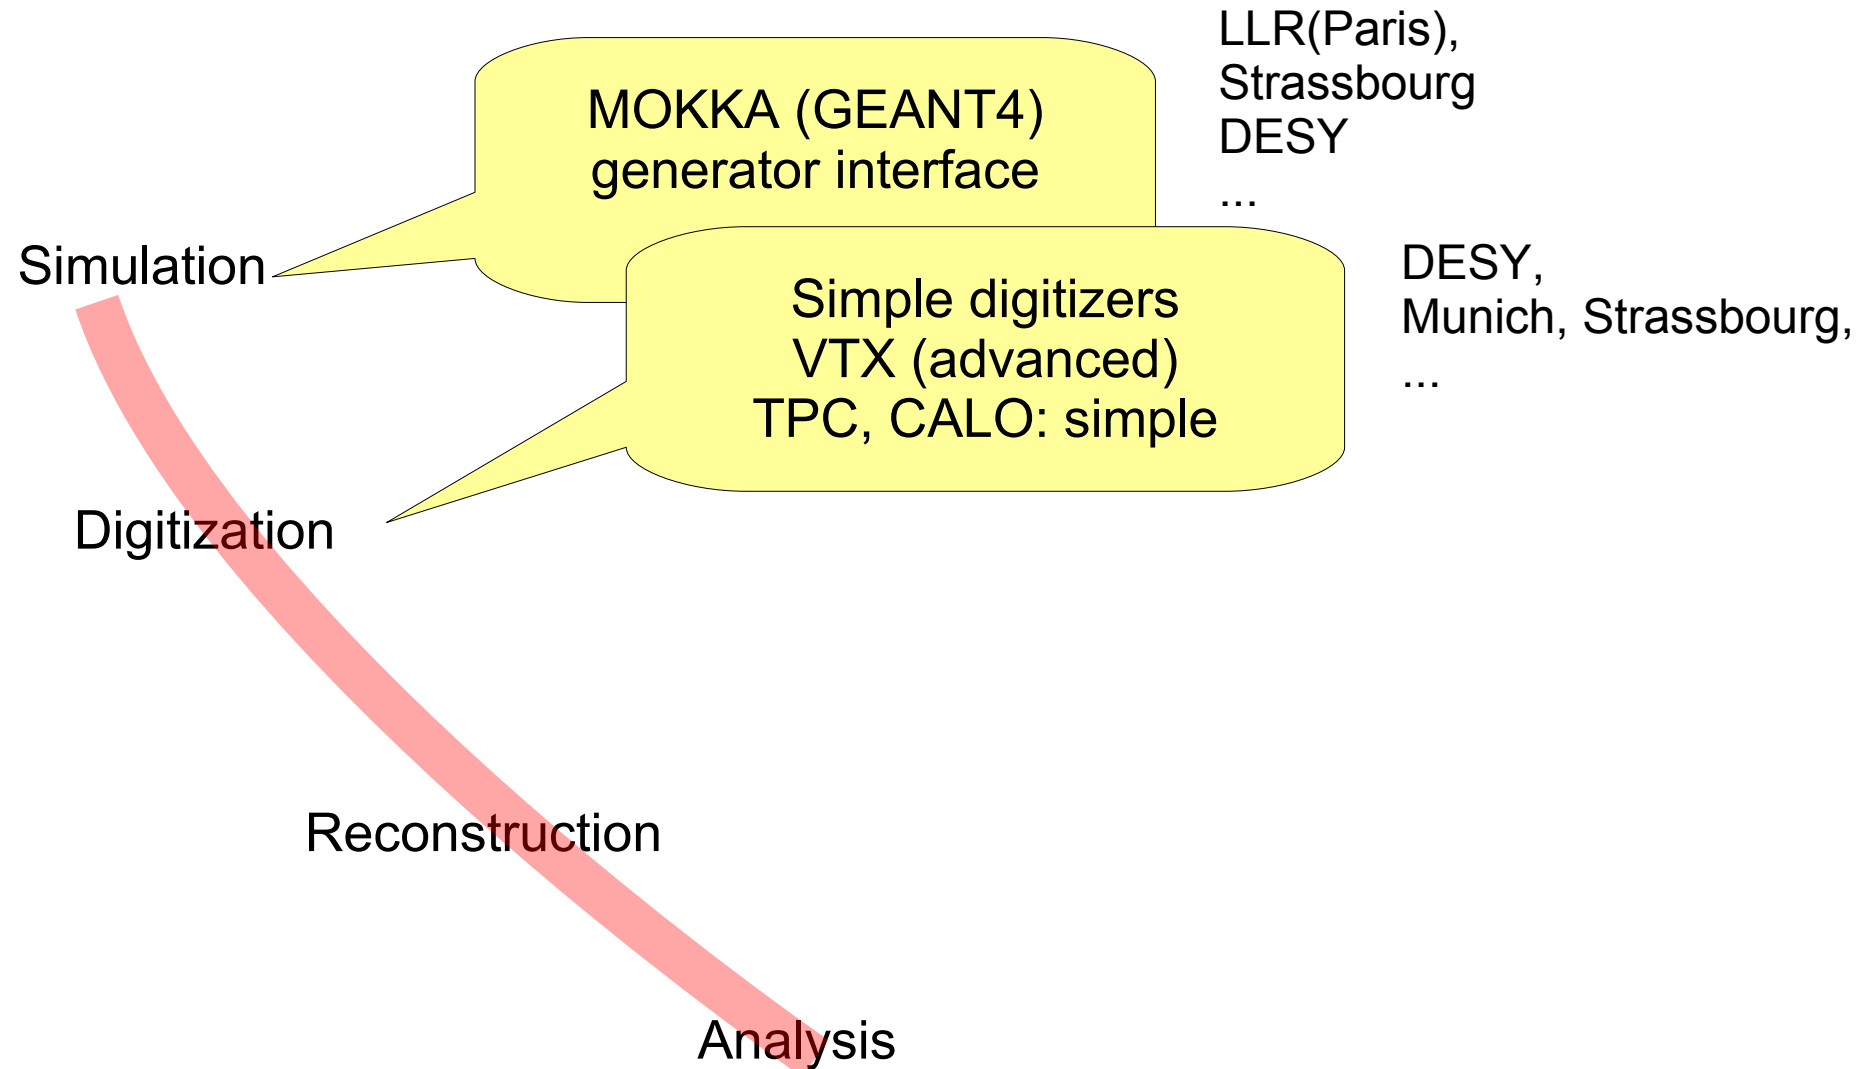 LLR(Paris),
Strassbourg
DESY
...
MOKKA (GEANT4)
generator interface
Simulation
DESY,
Munich, Strassbourg,
...
Simple digitizers
VTX (advanced)
TPC, CALO: simple
Digitization
Reconstruction
Analysis